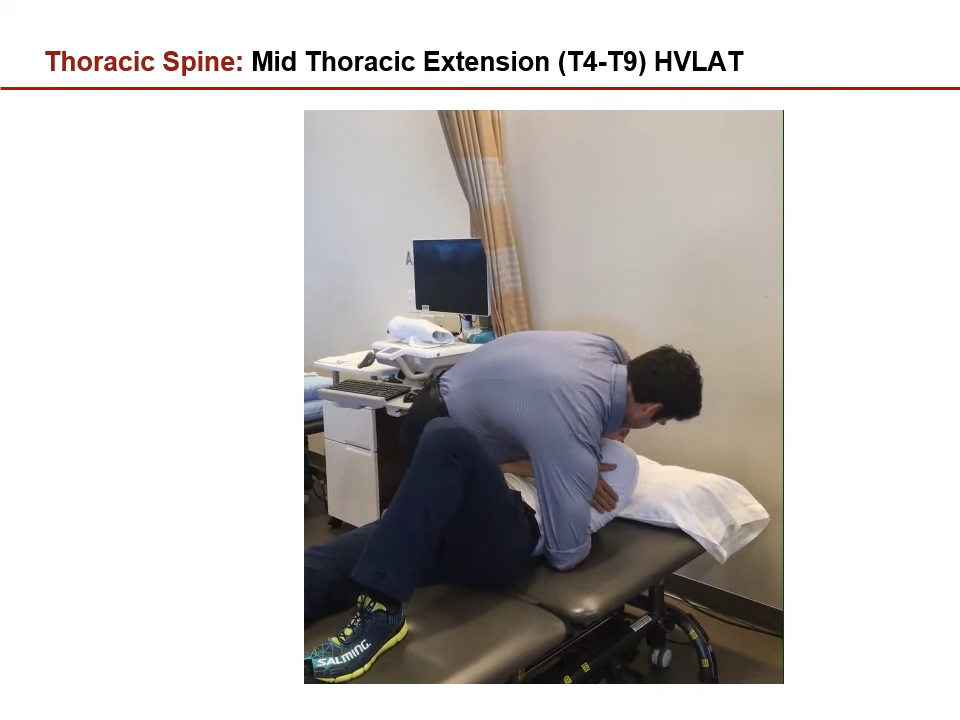 Thoracic Spine: Mid Thoracic Extension (T4-T9) HVLAT
A
SALMING